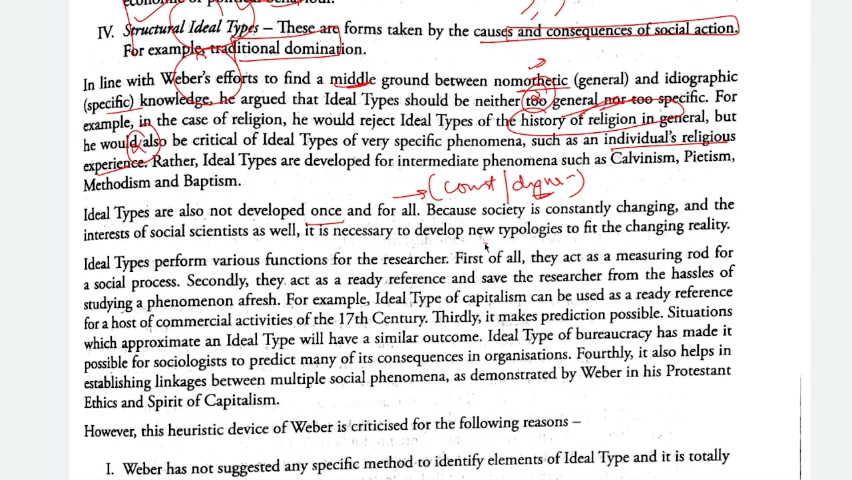 economic or political behaviour.
IV. Structural Ideal Types – These are forms taken by the causes and consequences of social action.
For example, traditional domination.
In line with Weber's efforts to find a middle ground between nomothetic (general) and idiographic
(specific) knowledge, he argued that Ideal Types should be neither too general nor too specific. For
example, in the case of religion, he would reject Ideal Types of the history of religion in general, but
he would also be critical of Ideal Types of very specific phenomena, such as an individual's religious
experience. Rather, Ideal Types are developed for intermediate phenomena such as Calvinism, Pietism,
Methodism and Baptism.
(const/
Ideal Types are also not developed once and for all. Because society is constantly changing, and the
interests of social scientists as well, it is necessary to develop new typologies to fit the changing reality.
Ideal Types perform various functions for the researcher. First of all, they act as a measuring rod for
a social process. Secondly, they act as a ready reference and save the researcher from the hassles of
studying a phenomenon afresh. For example, Ideal Type of capitalism can be used as a ready reference
for a host of commercial activities of the 17th Century. Thirdly, it makes prediction possible. Situations
which approximate an Ideal Type will have a similar outcome. Ideal Type of bureaucracy has made it
possible for sociologists to predict many of its consequences in organisations. Fourthly, it also helps in
establishing linkages between multiple social phenomena, as demonstrated by Weber in his Protestant
Ethics and Spirit of Capitalism.
However, this heuristic device of Weber is criticised for the following reasons –
I. Weber has not suggested any specific method to identify elements of Ideal Type and it is totally